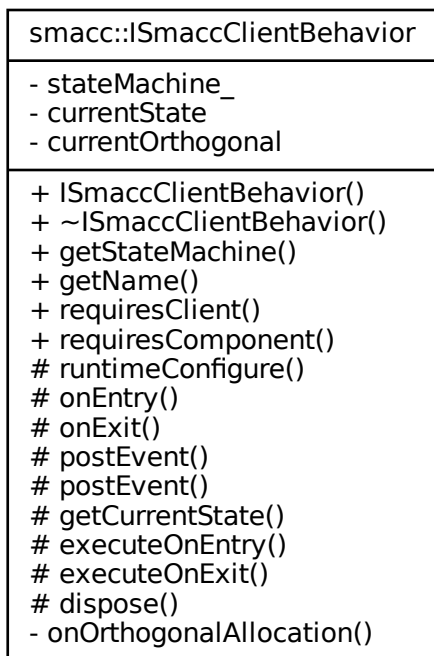 smacc::ISmaccClientBehavior
- stateMachine_
- currentState
- currentOrthogonal
+ ISmaccClientBehavior()
+ ~ISmaccClientBehavior()
+ getStateMachine()
+ getName()
+ requiresClient()
+ requiresComponent()
# runtimeConfigure()
# onEntry()
# onExit()
# postEvent()
# postEvent()
# getCurrentState()
# executeOnEntry()
# executeOnExit()
# dispose()
- onOrthogonalAllocation()